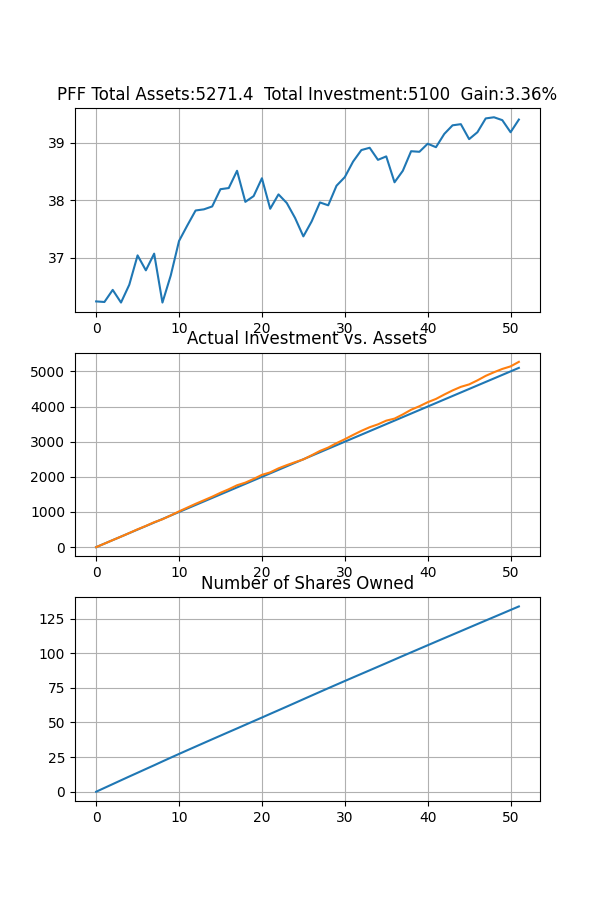 PFF Total Assets:5271.4  Total Investment:5100  Gain:3.36%
39
38
37
0 10 20 30 40 50
Actual Investment vs. Assets
5000
4000
3000
2000
1000
0
0 10 20 30 40 50
Number of Shares Owned
125
100
75
50
25
0
0 10 20 30 40 50